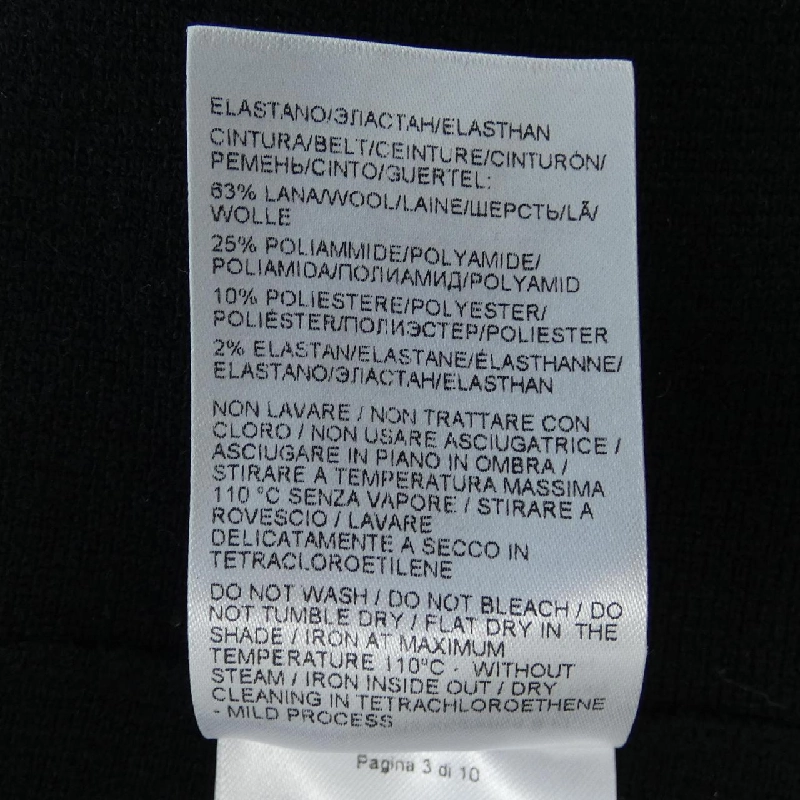 ELASTANO/ЭЛАСТАН/ELASTHAN
CINTURA/BELT/CEINTURE/CINTURÓN/
РЕМЕНЬ/CINTO/GUERTEL:
63% LANA/WOOL/LAINE/ШЕРСТЬ/LÃ/
WOLLE
25% POLIAMMIDE/POLYAMIDE/
POLIAMIDA/ПОЛИАМИД/POLYAMID
10% POLIESTERE/POLYESTER/
POLIÉSTER/ПОЛИЭСТЕР/POLIESTER
2% ELASTAN/ELASTANE/ÉLASTHANNE/
ELASTANO/ЭЛАСТАН/ELASTHAN
NON LAVARE / NON TRATTARE CON
CLORO / NON USARE ASCIUGATRICE /
ASCIUGARE IN PIANO IN OMBRA /
STIRARE A TEMPERATURA MASSIMA
110 °C SENZA VAPORE / STIRARE A
ROVESCIO / LAVARE
DELICATAMENTE A SECCO IN
TETRACLOROETILENE
DO NOT WASH / DO NOT BLEACH / DO
NOT TUMBLE DRY / FLAT DRY IN THE
SHADE / IRON AT MAXIMUM
TEMPERATURE 110°C - WITHOUT
STEAM / IRON INSIDE OUT / DRY
CLEANING IN TETRACHLOROETHENE
- MILD PROCESS
Pagina 3 di 10